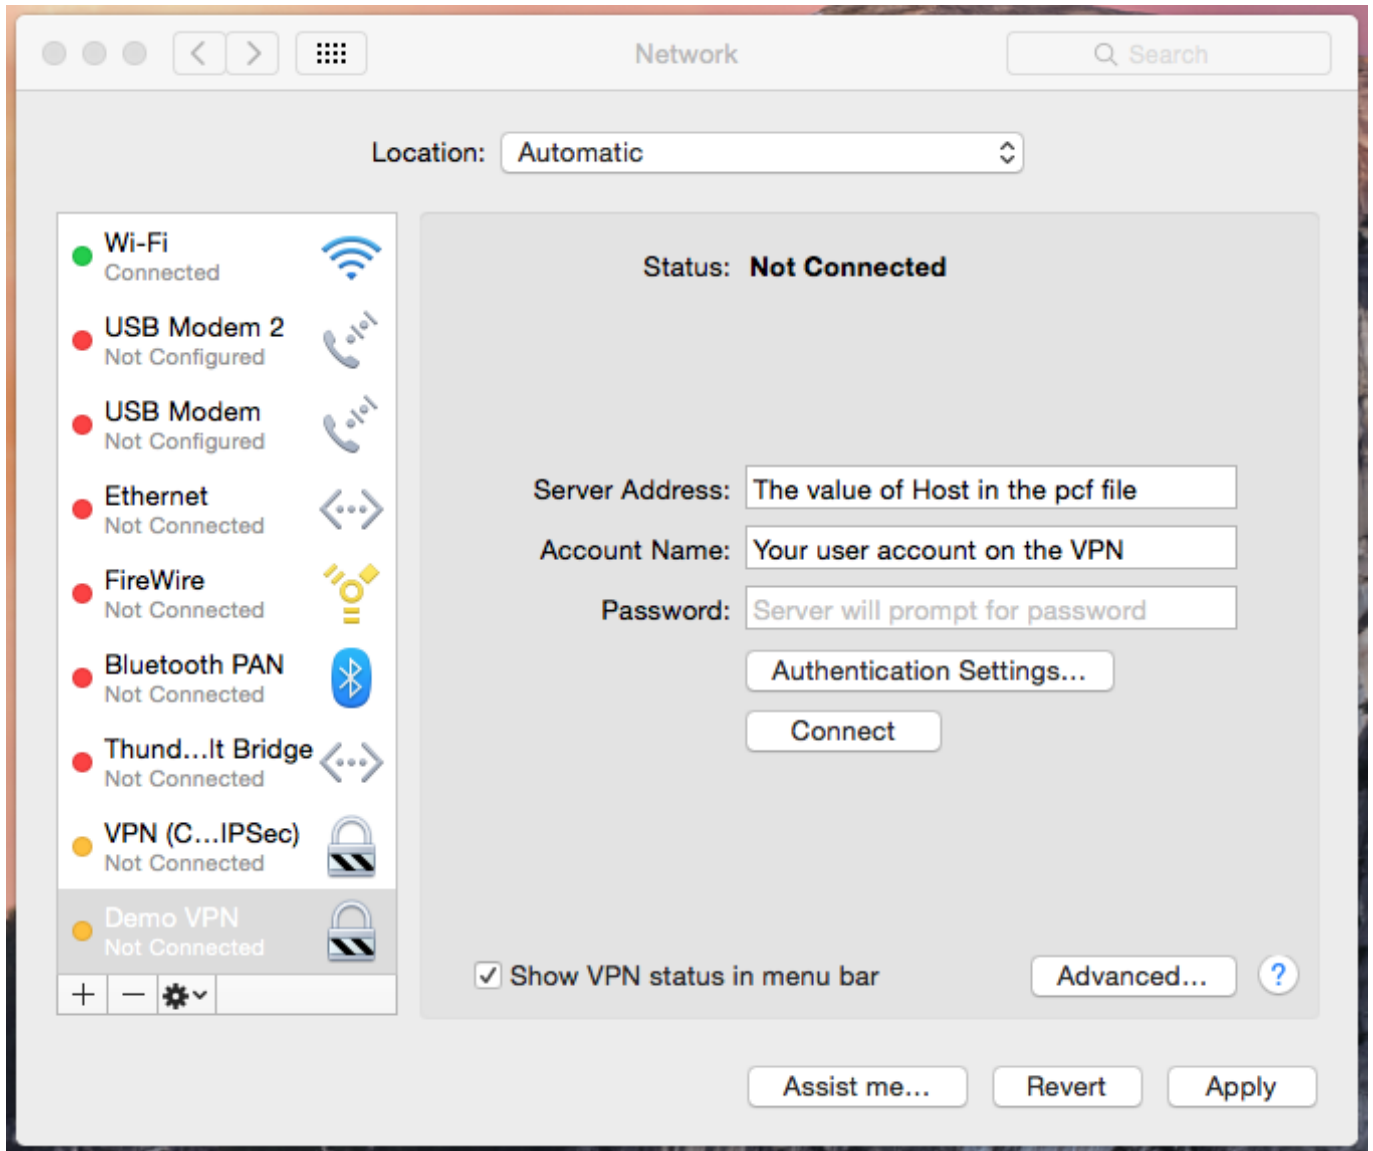 Network
Search
Location: Automatic
Wi-Fi
Connected
USB Modem 2
Not Configured
USB Modem
Not Configured
Ethernet
Not Connected
FireWire
Not Connected
Bluetooth PAN
Not Connected
Thund...lt Bridge
Not Connected
VPN (C...IPSec)
Not Connected
Demo VPN
Not Connected
Status: Not Connected
Server Address: The value of Host in the pcf file
Account Name: Your user account on the VPN
Password: Server will prompt for password
Authentication Settings...
Connect
Show VPN status in menu bar
Advanced...
?
Assist me...
Revert
Apply